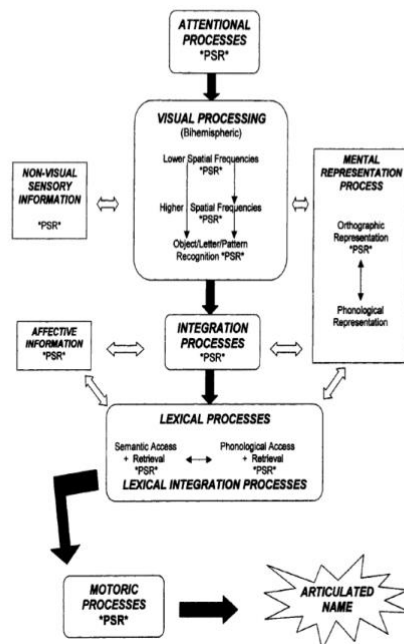 ATTENTIONAL
PROCESSES
*PSR*
VISUAL PROCESSING
(Bihemispheric)
Lower Spatial Frequencies
*PSR*
Higher Spatial Frequencies
*PSR*
Object/Letter/Pattern
Recognition *PSR*
NON-VISUAL
SENSORY
INFORMATION
*PSR*
MENTAL
REPRESENTATION
PROCESS
Orthographic
Representation
*PSR*
Phonological
Representation
AFFECTIVE
INFORMATION
*PSR*
INTEGRATION
PROCESSES
*PSR*
LEXICAL PROCESSES
Semantic Access
+ Retrieval
*PSR*
Phonological Access
+ Retrieval
*PSR*
LEXICAL INTEGRATION PROCESSES
MOTORIC
PROCESSES
*PSR*
ARTICULATED
NAME